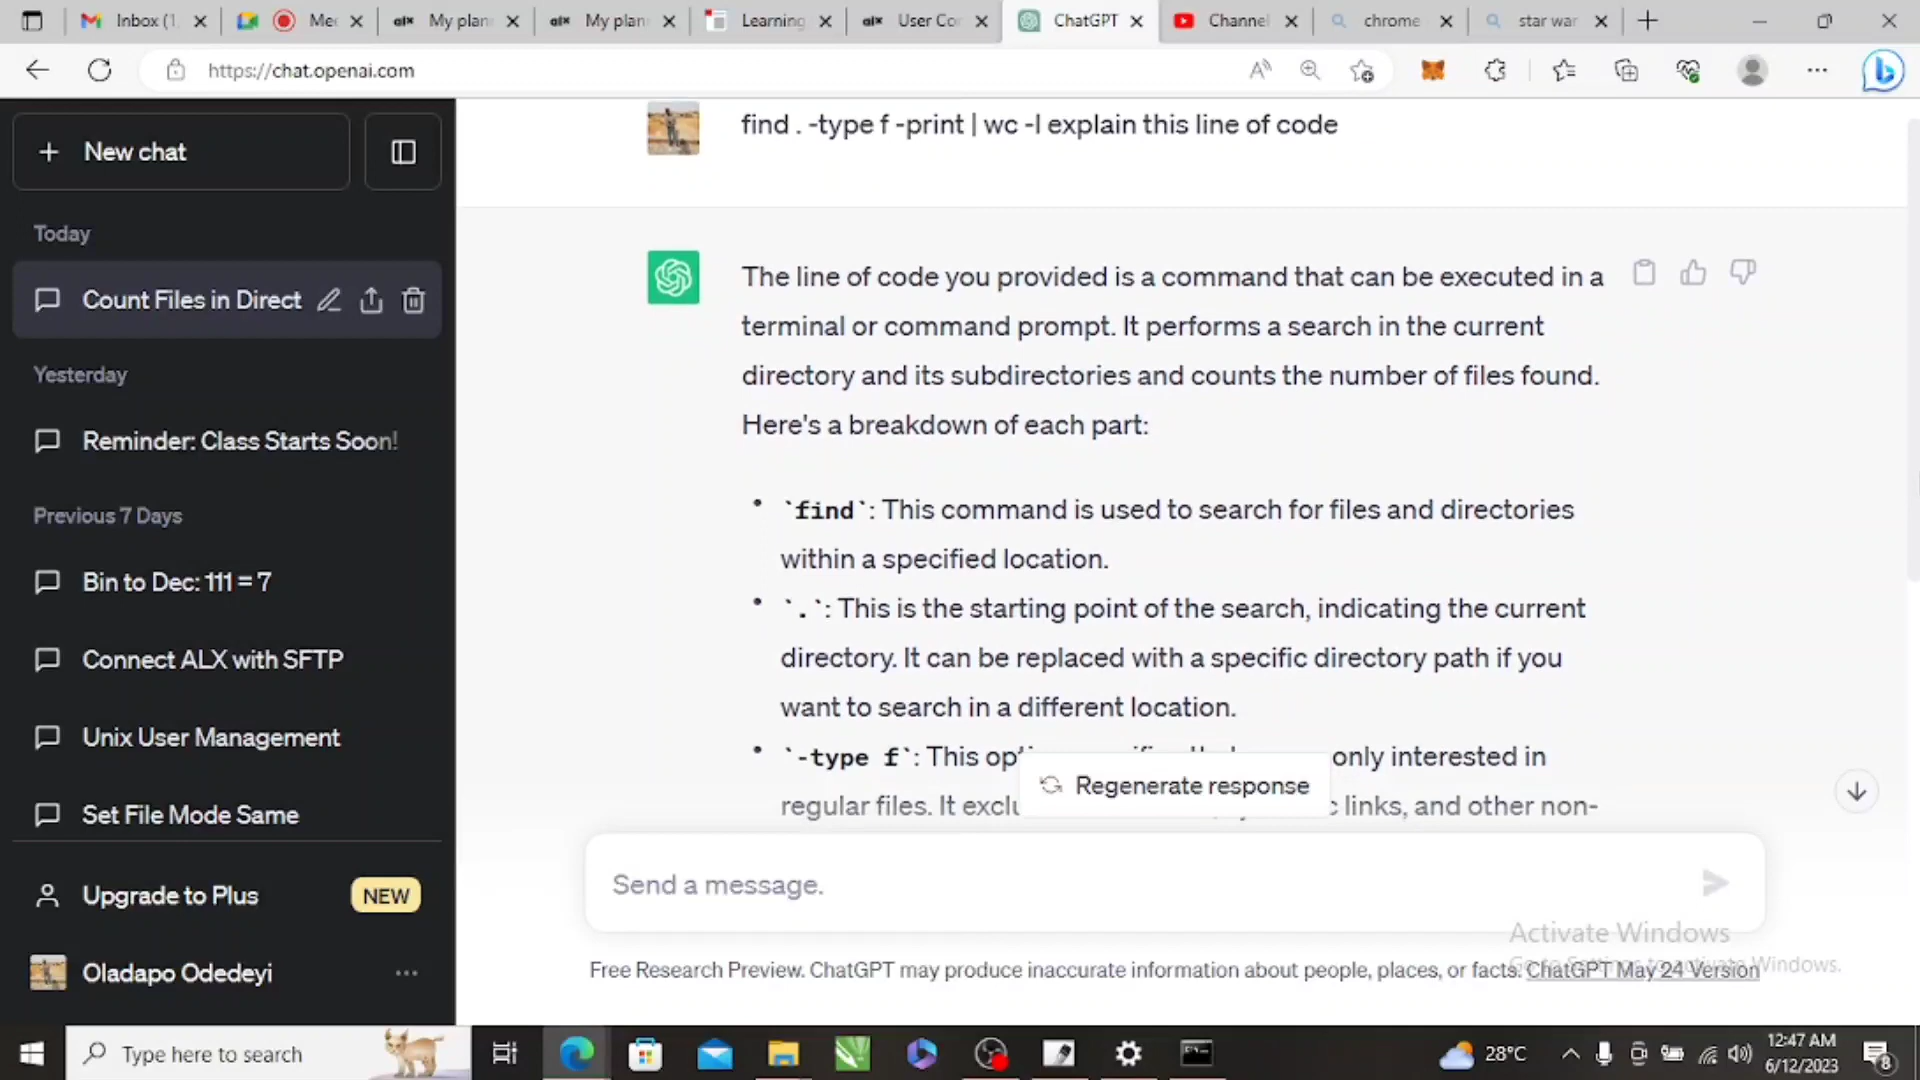 Inbox (1
Mee
My plan
My plan
Learning
User Co
ChatGPT
Channel
chrome
star war
https://chat.openai.com
New chat
Today
Count Files in Direct
Yesterday
Reminder: Class Starts Soon!
Previous 7 Days
Bin to Dec: 111 = 7
Connect ALX with SFTP
Unix User Management
Set File Mode Same
Upgrade to Plus
NEW
Oladapo Odedeyi
find . -type f -print | wc -l explain this line of code
The line of code you provided is a command that can be executed in a
terminal or command prompt. It performs a search in the current
directory and its subdirectories and counts the number of files found.
Here's a breakdown of each part:
• `find`: This command is used to search for files and directories
within a specified location.
• `.`: This is the starting point of the search, indicating the current
directory. It can be replaced with a specific directory path if you
want to search in a different location.
• `-type f`: This only interested in
regular files. It links, and other non-
Regenerate response
Send a message.
Activate Windows
Go to Settings to activate Windows.
Free Research Preview. ChatGPT may produce inaccurate information about people, places, or facts. ChatGPT May 24 Version
Type here to search
28°C
12:47 AM
6/12/2023
8